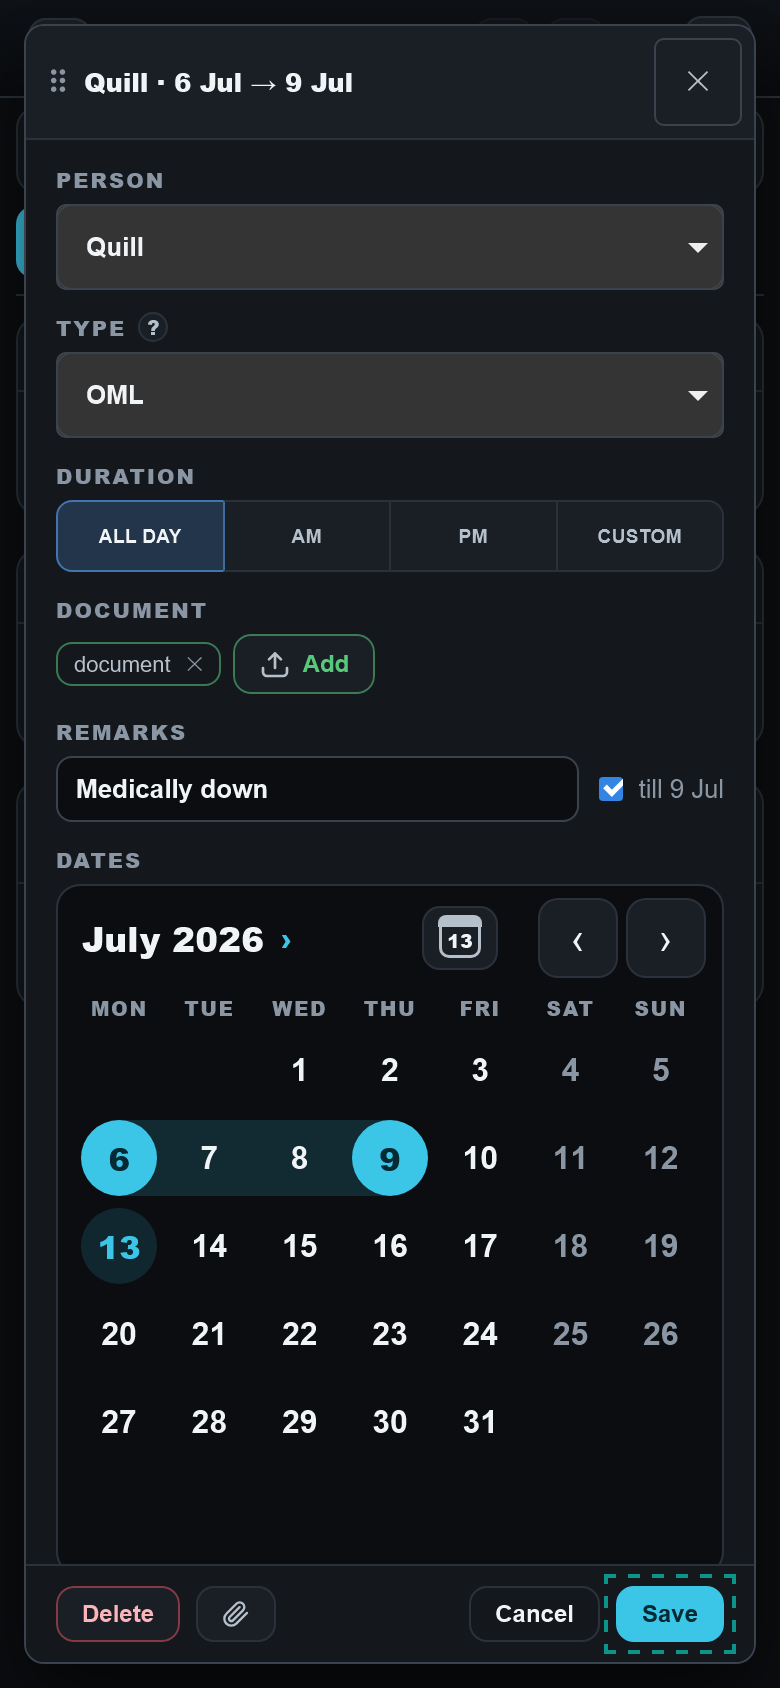 Quill · 6 Jul → 9 Jul
PERSON
Quill
TYPE ?
OML
DURATION
ALL DAY AM PM CUSTOM
DOCUMENT
document Add
REMARKS
Medically down till 9 Jul
DATES
July 2026 › 13 ‹ ›
MON TUE WED THU FRI SAT SUN
1 2 3 4 5
6 7 8 9 10 11 12
13 14 15 16 17 18 19
20 21 22 23 24 25 26
27 28 29 30 31
Delete Cancel Save